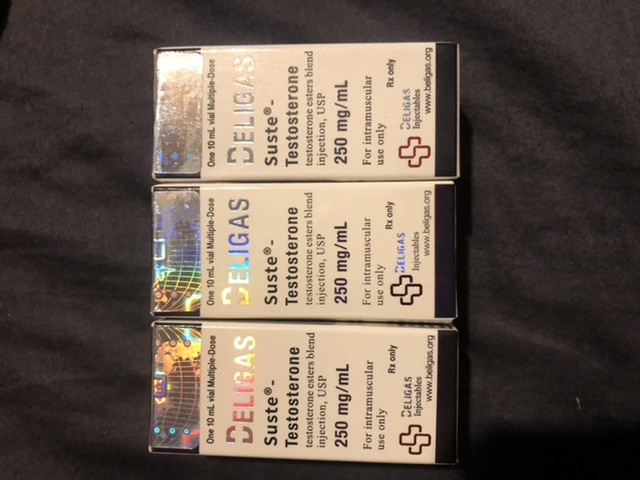 One 10 mL vial Multiple-Dose
DELIGAS
Suste®-
Testosterone
testosterone esters blend
injection, USP
250 mg/mL
For intramuscular
use only
Rx only
DELIGAS
Injectables
www.beligas.org
One 10 mL vial Multiple-Dose
DELIGAS
Suste®-
Testosterone
testosterone esters blend
injection, USP
250 mg/mL
For intramuscular
use only
Rx only
DELIGAS
Injectables
www.beligas.org
One 10 mL vial Multiple-Dose
DELIGAS
Suste®-
Testosterone
testosterone esters blend
injection, USP
250 mg/mL
For intramuscular
use only
Rx only
DELIGAS
Injectables
www.beligas.org